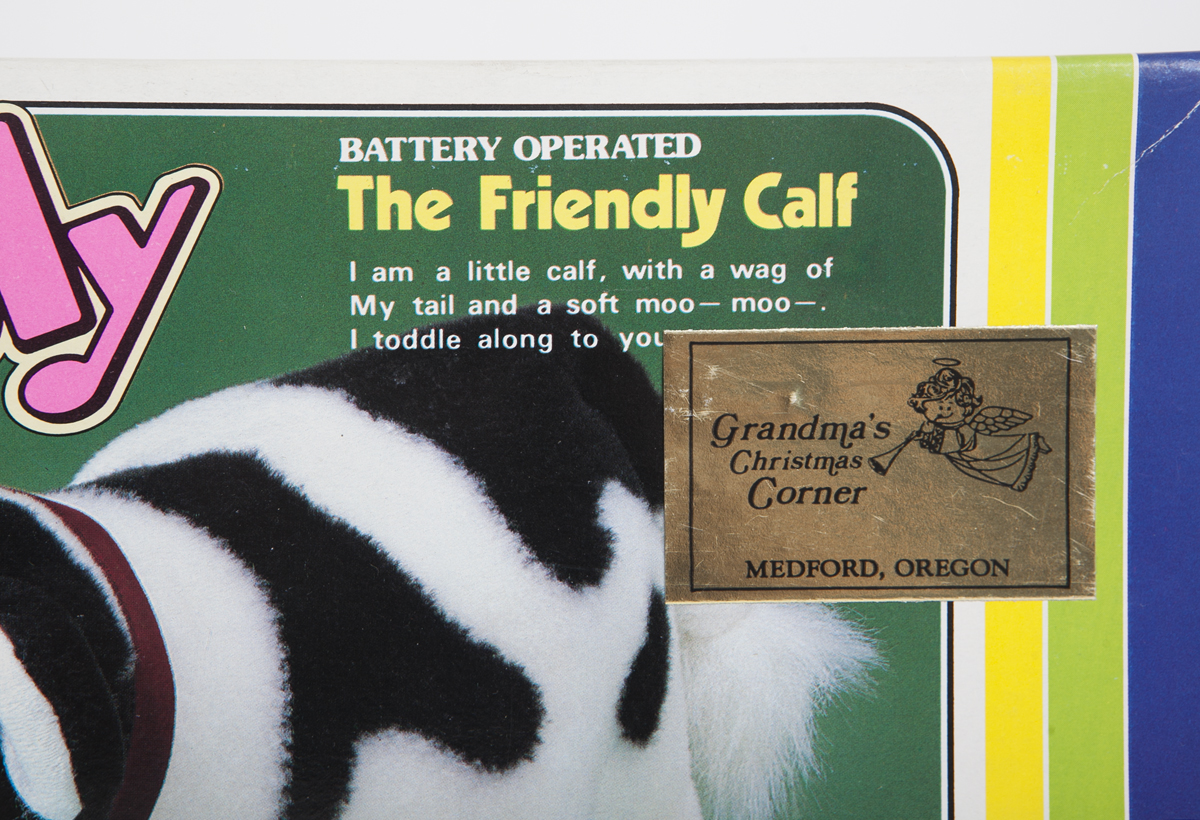 y
BATTERY OPERATED
The Friendly Calf
I am a little calf, with a wag of
My tail and a soft moo— moo—.
I toddle along to
Grandma's
Christmas
Corner
MEDFORD, OREGON